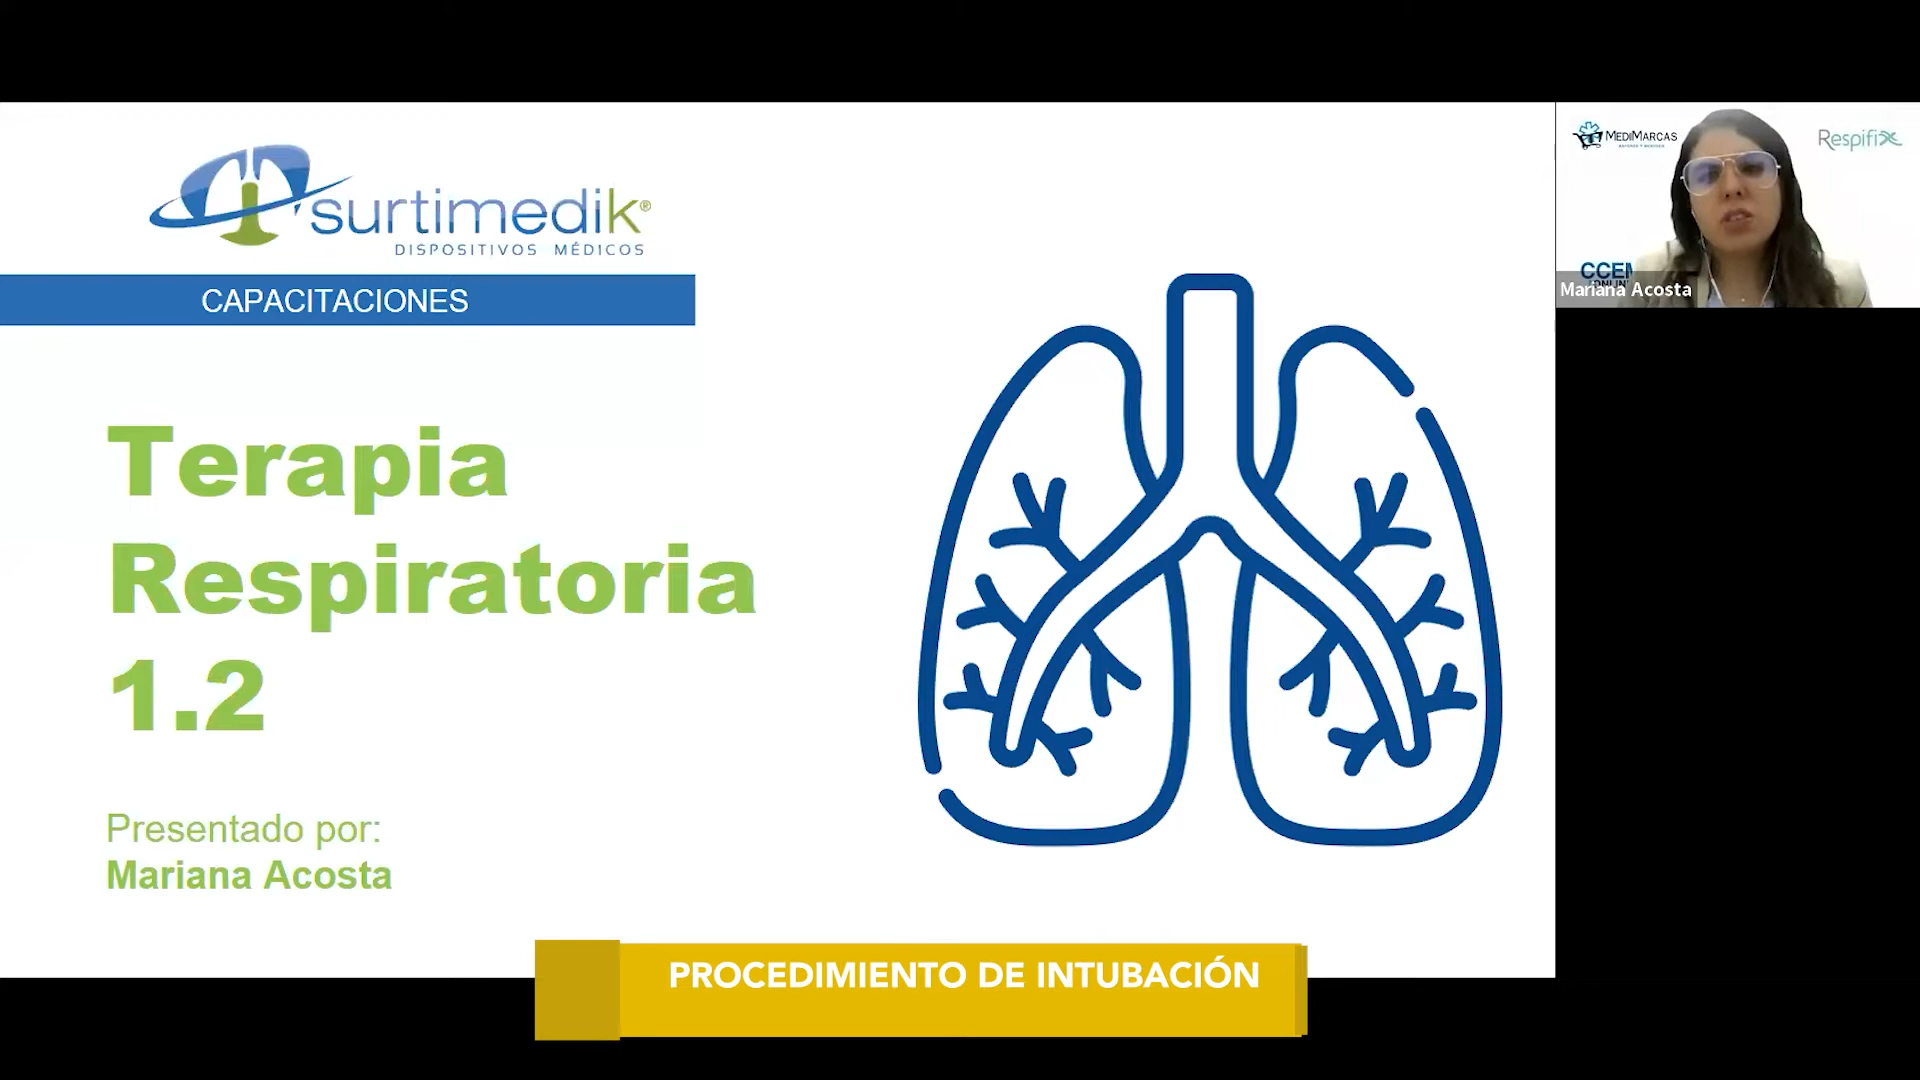 surtimedik®
DISPOSITIVOS MÉDICOS
CAPACITACIONES
Terapia
Respiratoria
1.2
Presentado por:
Mariana Acosta
MEDIMARCAS
Respifix
CCEM
Mariana Acosta
PROCEDIMIENTO DE INTUBACIÓN